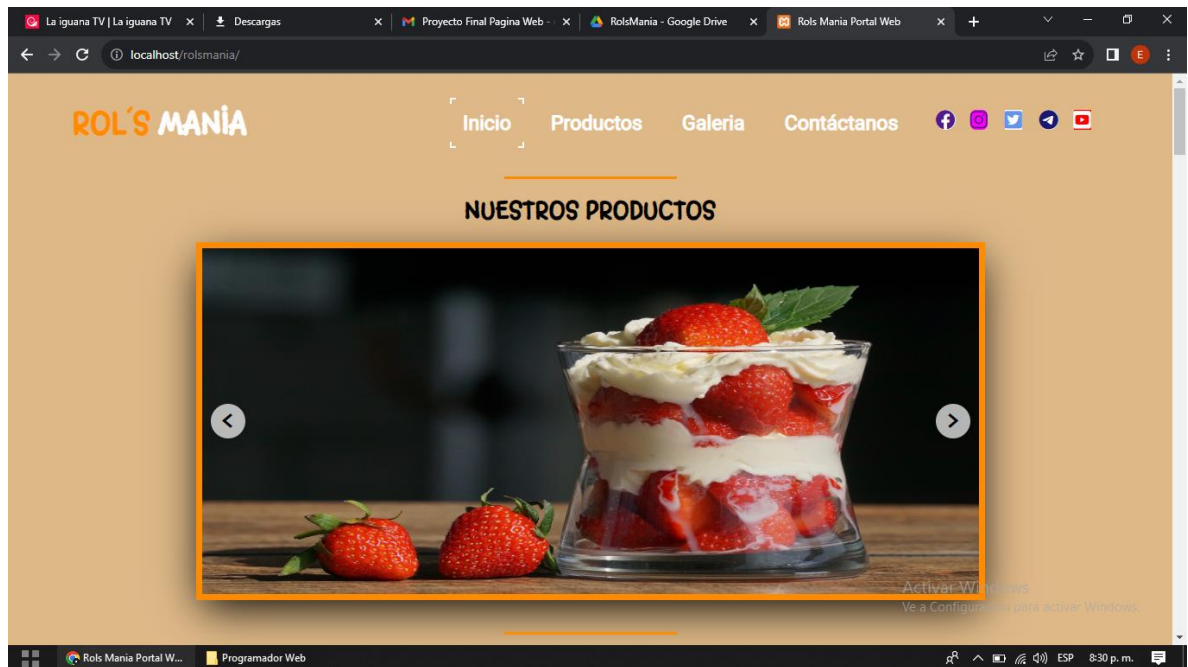 La iguana TV | La iguana TV
Descargas
Proyecto Final Pagina Web -
RolsMania - Google Drive
Rols Mania Portal Web
localhost/rolsmania/
E
ROL´S MANÍA
Inicio
Productos
Galeria
Contáctanos
NUESTROS PRODUCTOS
Activar Windows
Ve a Configuración para activar Windows.
Rols Mania Portal W...
Programador Web
ESP
8:30 p. m.